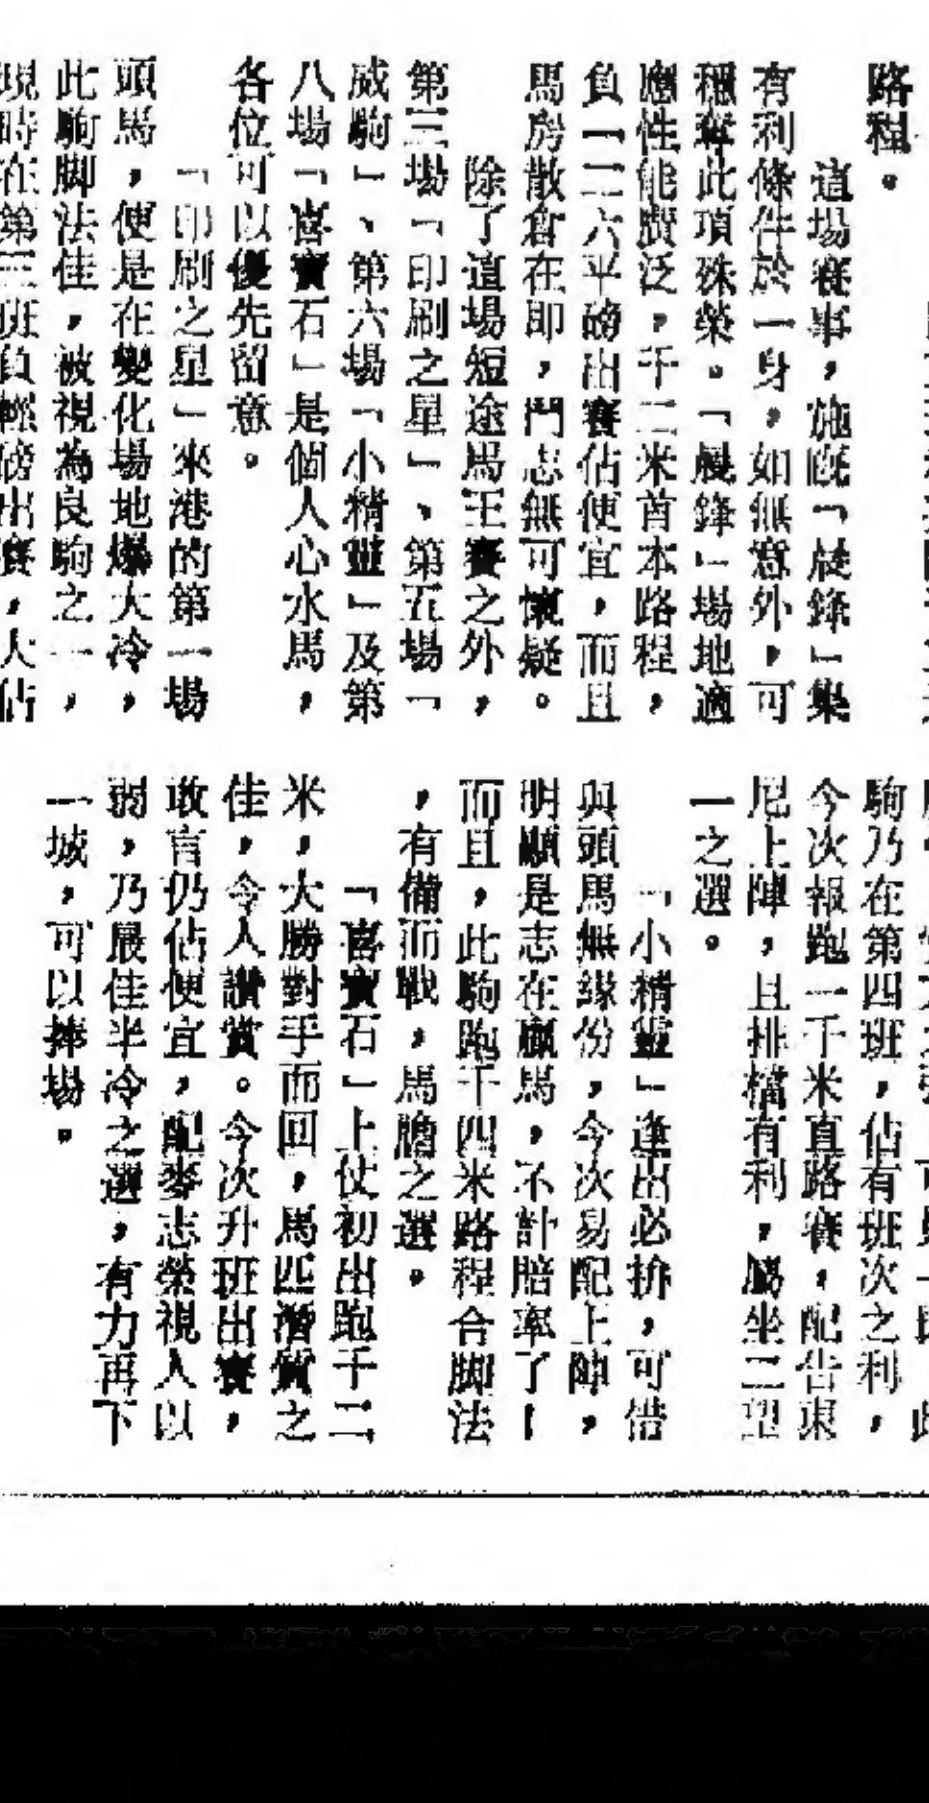 路程。
這場賽事，施嘅「晨鋒」集
有利條件於一身，如無意外，可
穩奪此項殊榮。「晨鋒」場地適
應性能廣泛，千二米首本路程，
負一二六平磅出賽佔便宜，而且
馬房散倉在即，鬥志無可懷疑。
除了這場短途馬王賽之外，
第三場「印刷之星」、第五場「
威駒」、第六場「小精靈」及第
八場「喜寶石」是個人心水馬，
各位可以優先留意。
「印刷之星」來港的第一場
頭馬，便是在變化場地爆大冷，
此駒脚法佳，被視為良駒之一，
現時在第三班負輕磅出賽，大佔
駒乃在第四班，佔有班次之利，
今次報跑一千米直路賽，配告東
尼上陣，且排檔有利，屬坐二望
一之選。
「小精靈」逢出必拚，可惜
與頭馬無緣份，今次易配上陣，
明顯是志在贏馬，不計賠率了！
而且，此駒跑千四米路程合脚法
，有備而戰，馬膽之選。
「喜寶石」上仗初出跑千二
米，大勝對手而回，馬匹潛質之
佳，令人讚賞。今次升班出賽，
敢言仍佔便宜，配麥志榮視人以
弱，乃最佳半冷之選，有力再下
一城，可以捧場。